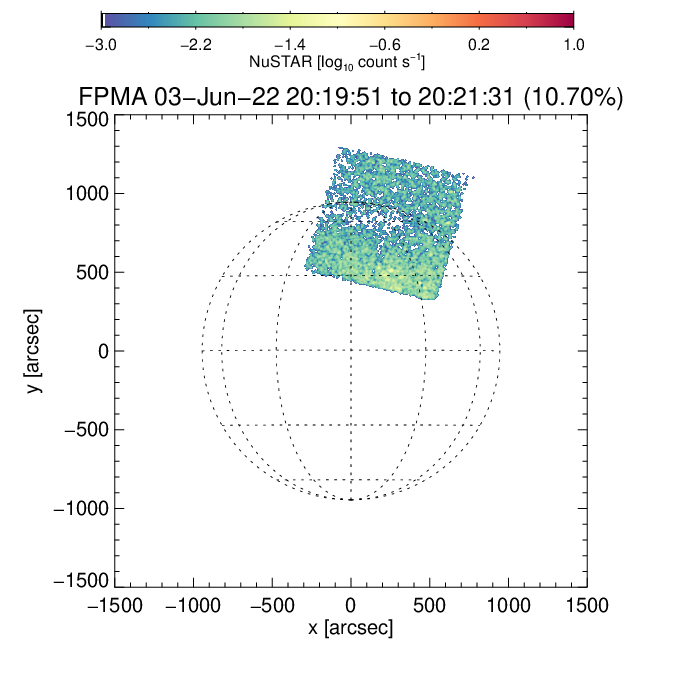 −3.0 −2.2 −1.4 −0.6 0.2 1.0
NuSTAR [log₁₀ count s⁻¹]
FPMA 03−Jun−22 20:19:51 to 20:21:31 (10.70%)
1500
1000
500
0
−500
−1000
−1500
y [arcsec]
−1500 −1000 −500 0 500 1000 1500
x [arcsec]